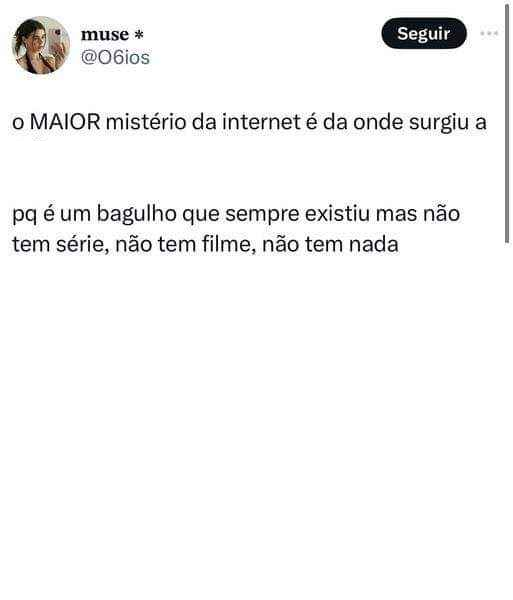 muse *
Seguir
@O6ios
o MAIOR mistério da internet é da onde surgiu a
pq é um bagulho que sempre existiu mas não
tem série, não tem filme, não tem nada